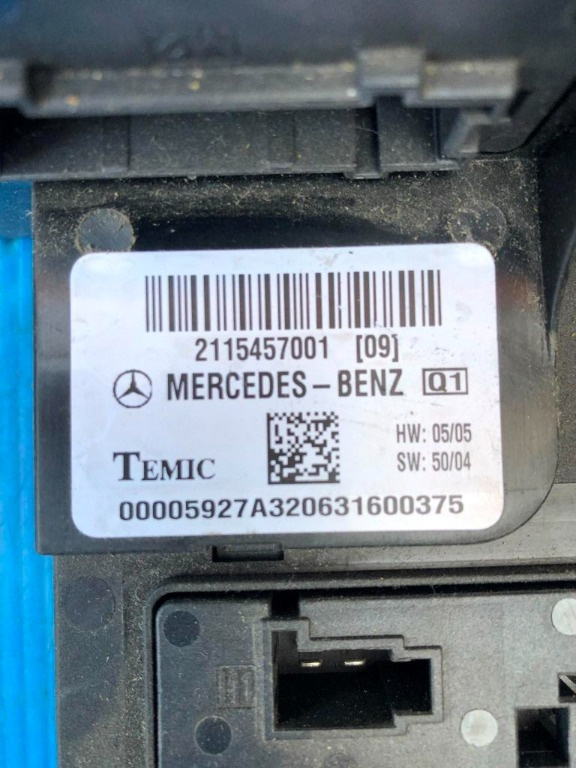 2115457001 [09]
MERCEDES-BENZ Q1
HW: 05/05
TEMIC
SW: 50/04
00005927A320631600375